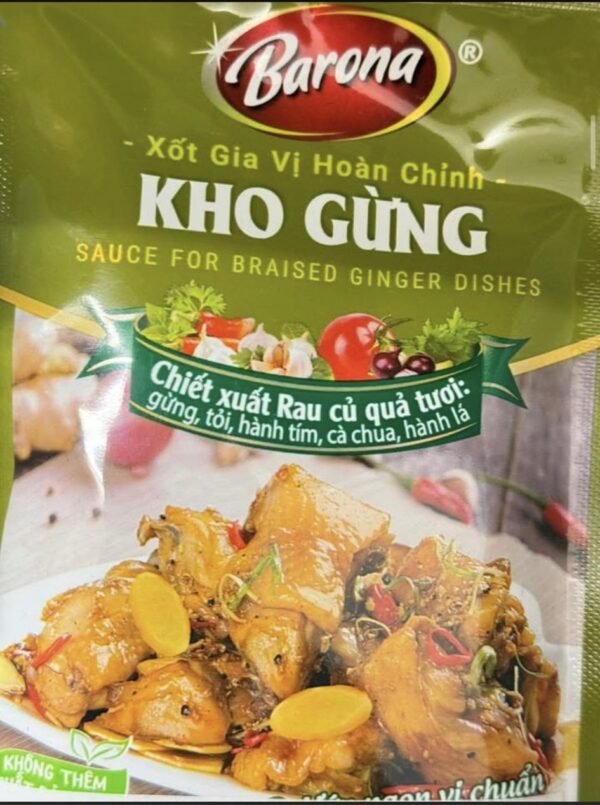 Barona®
- Xốt Gia Vị Hoàn Chỉnh -
KHO GỪNG
SAUCE FOR BRAISED GINGER DISHES
Chiết xuất Rau củ quả tươi:
gừng, tỏi, hành tím, cà chua, hành lá
KHÔNG THÊM
ngon vị chuẩn